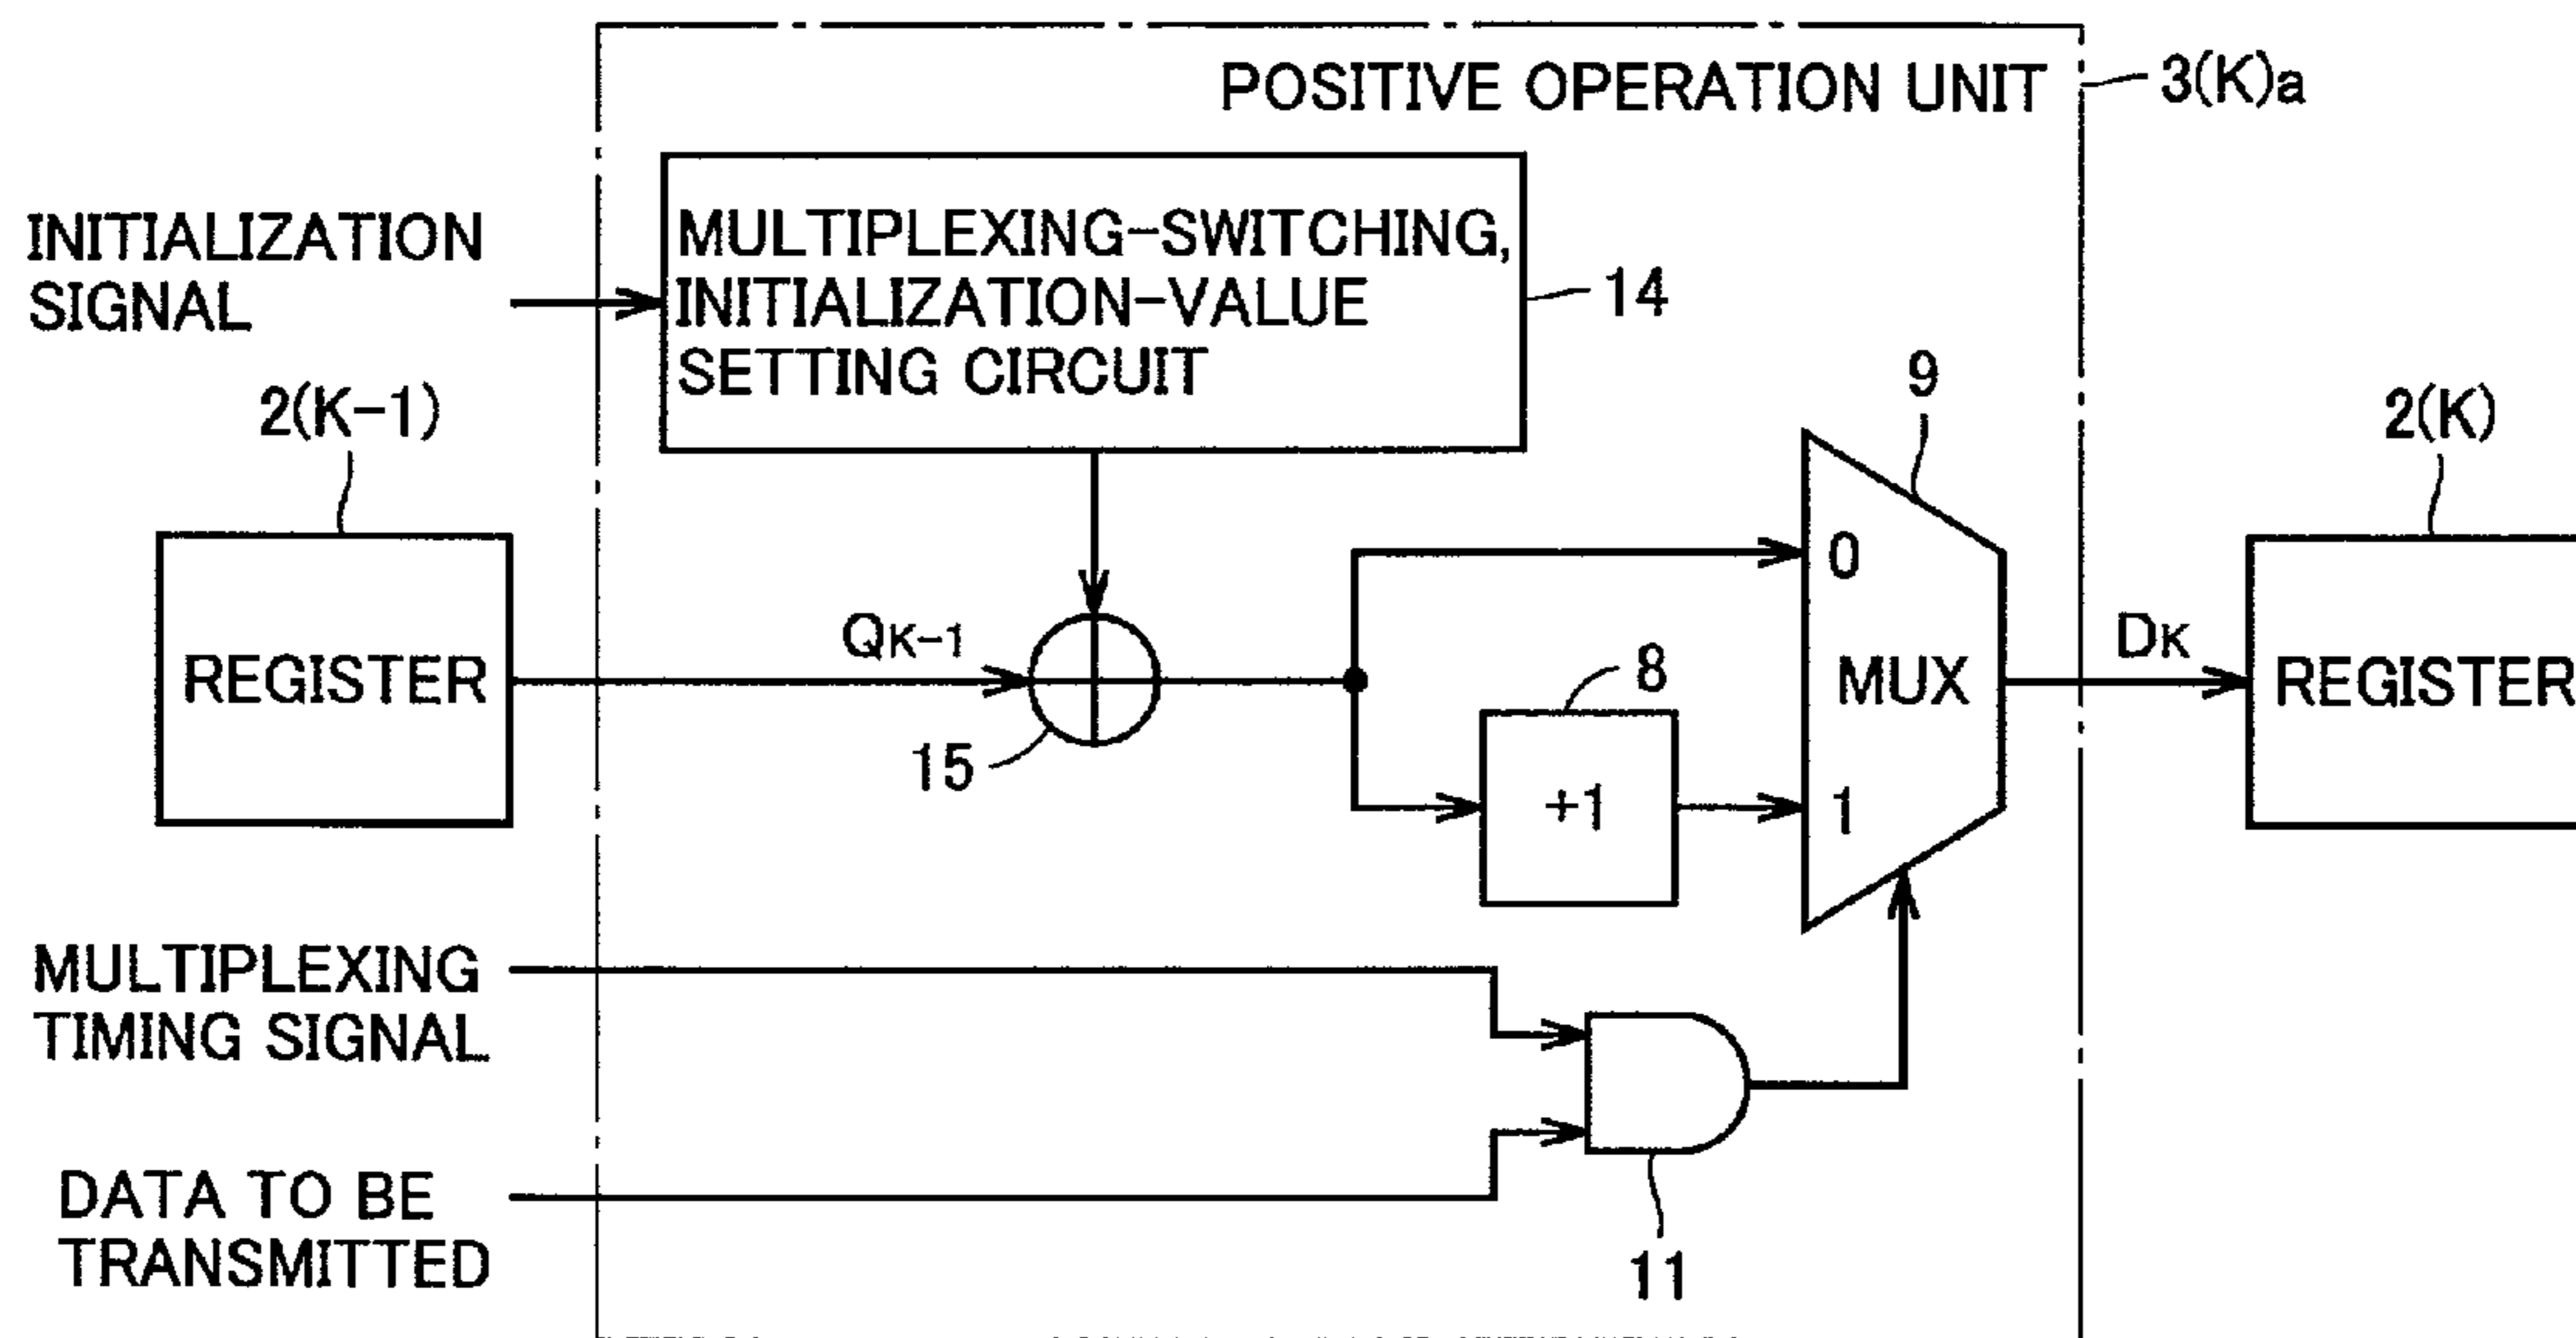 POSITIVE OPERATION UNIT
3(K)a
INITIALIZATION
SIGNAL
MULTIPLEXING-SWITCHING,
INITIALIZATION-VALUE
SETTING CIRCUIT
14
2(K-1)
9
2(K)
REGISTER
QK-1
15
0
MUX
1
8
+1
DK
REGISTER
MULTIPLEXING
TIMING SIGNAL
DATA TO BE
TRANSMITTED
11